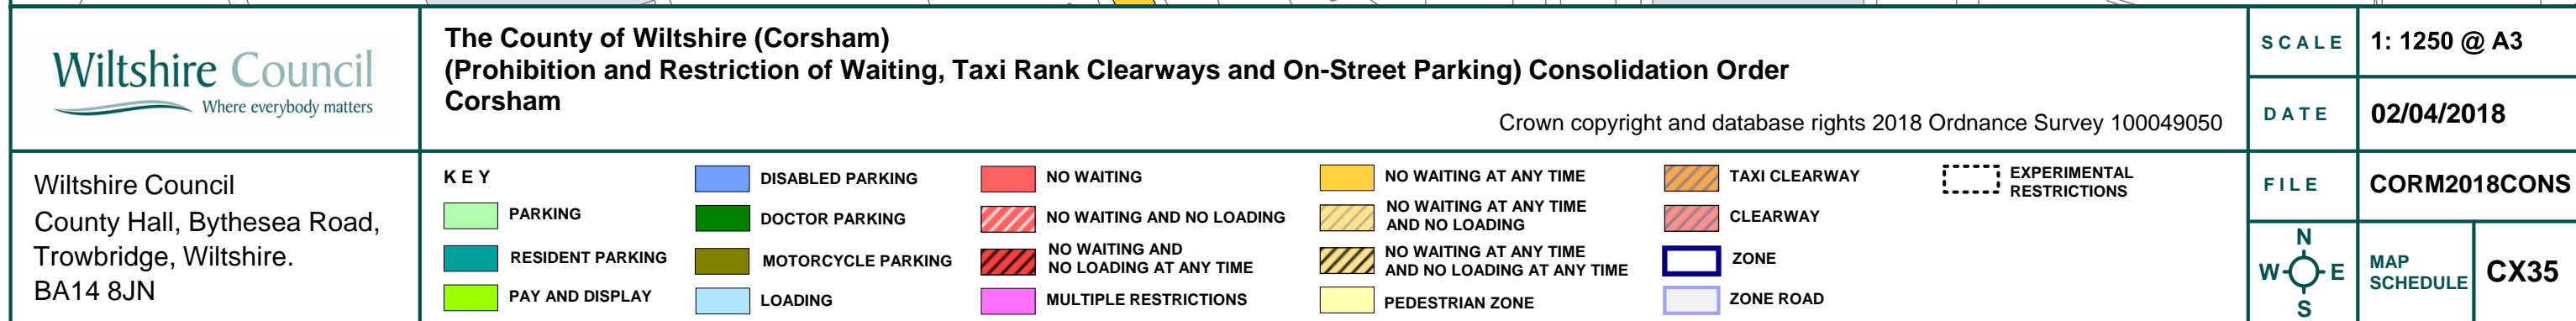 Wiltshire Council
Where everybody matters
The County of Wiltshire (Corsham)
(Prohibition and Restriction of Waiting, Taxi Rank Clearways and On-Street Parking) Consolidation Order
Corsham
Crown copyright and database rights 2018 Ordnance Survey 100049050
SCALE
1: 1250 @ A3
DATE
02/04/2018
Wiltshire Council
County Hall, Bythesea Road,
Trowbridge, Wiltshire.
BA14 8JN
KEY
PARKING
RESIDENT PARKING
PAY AND DISPLAY
DISABLED PARKING
DOCTOR PARKING
MOTORCYCLE PARKING
LOADING
NO WAITING
NO WAITING AND NO LOADING
NO WAITING AND
NO LOADING AT ANY TIME
MULTIPLE RESTRICTIONS
NO WAITING AT ANY TIME
NO WAITING AT ANY TIME
AND NO LOADING
NO WAITING AT ANY TIME
AND NO LOADING AT ANY TIME
PEDESTRIAN ZONE
TAXI CLEARWAY
CLEARWAY
ZONE
ZONE ROAD
EXPERIMENTAL
RESTRICTIONS
FILE
CORM2018CONS
N
W E
S
MAP
SCHEDULE
CX35